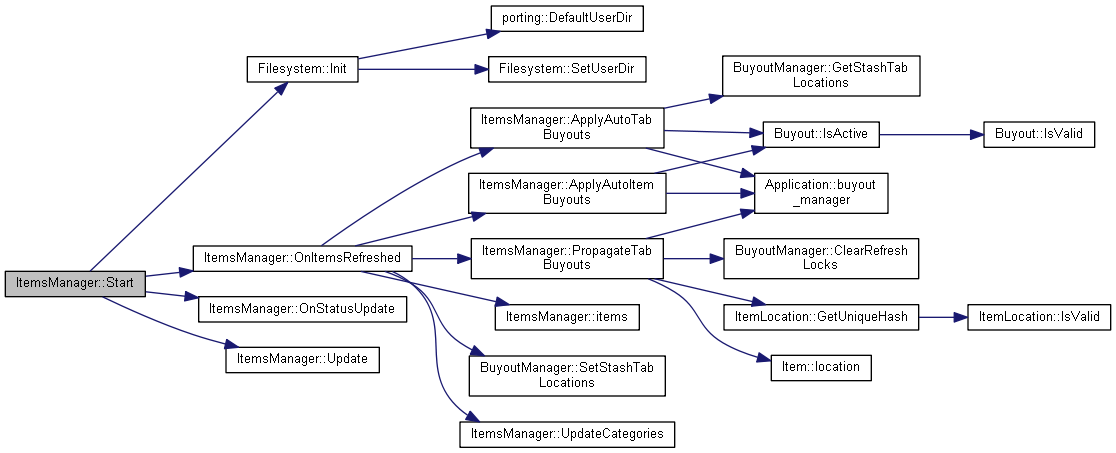 porting::DefaultUserDir
Filesystem::Init
Filesystem::SetUserDir
BuyoutManager::GetStashTab
Locations
ItemsManager::ApplyAutoTab
Buyouts
Buyout::IsActive
Buyout::IsValid
ItemsManager::ApplyAutoItem
Buyouts
Application::buyout
_manager
ItemsManager::Start
ItemsManager::OnItemsRefreshed
ItemsManager::PropagateTab
Buyouts
BuyoutManager::ClearRefresh
Locks
ItemsManager::OnStatusUpdate
ItemsManager::items
ItemLocation::GetUniqueHash
ItemLocation::IsValid
ItemsManager::Update
BuyoutManager::SetStashTab
Locations
Item::location
ItemsManager::UpdateCategories